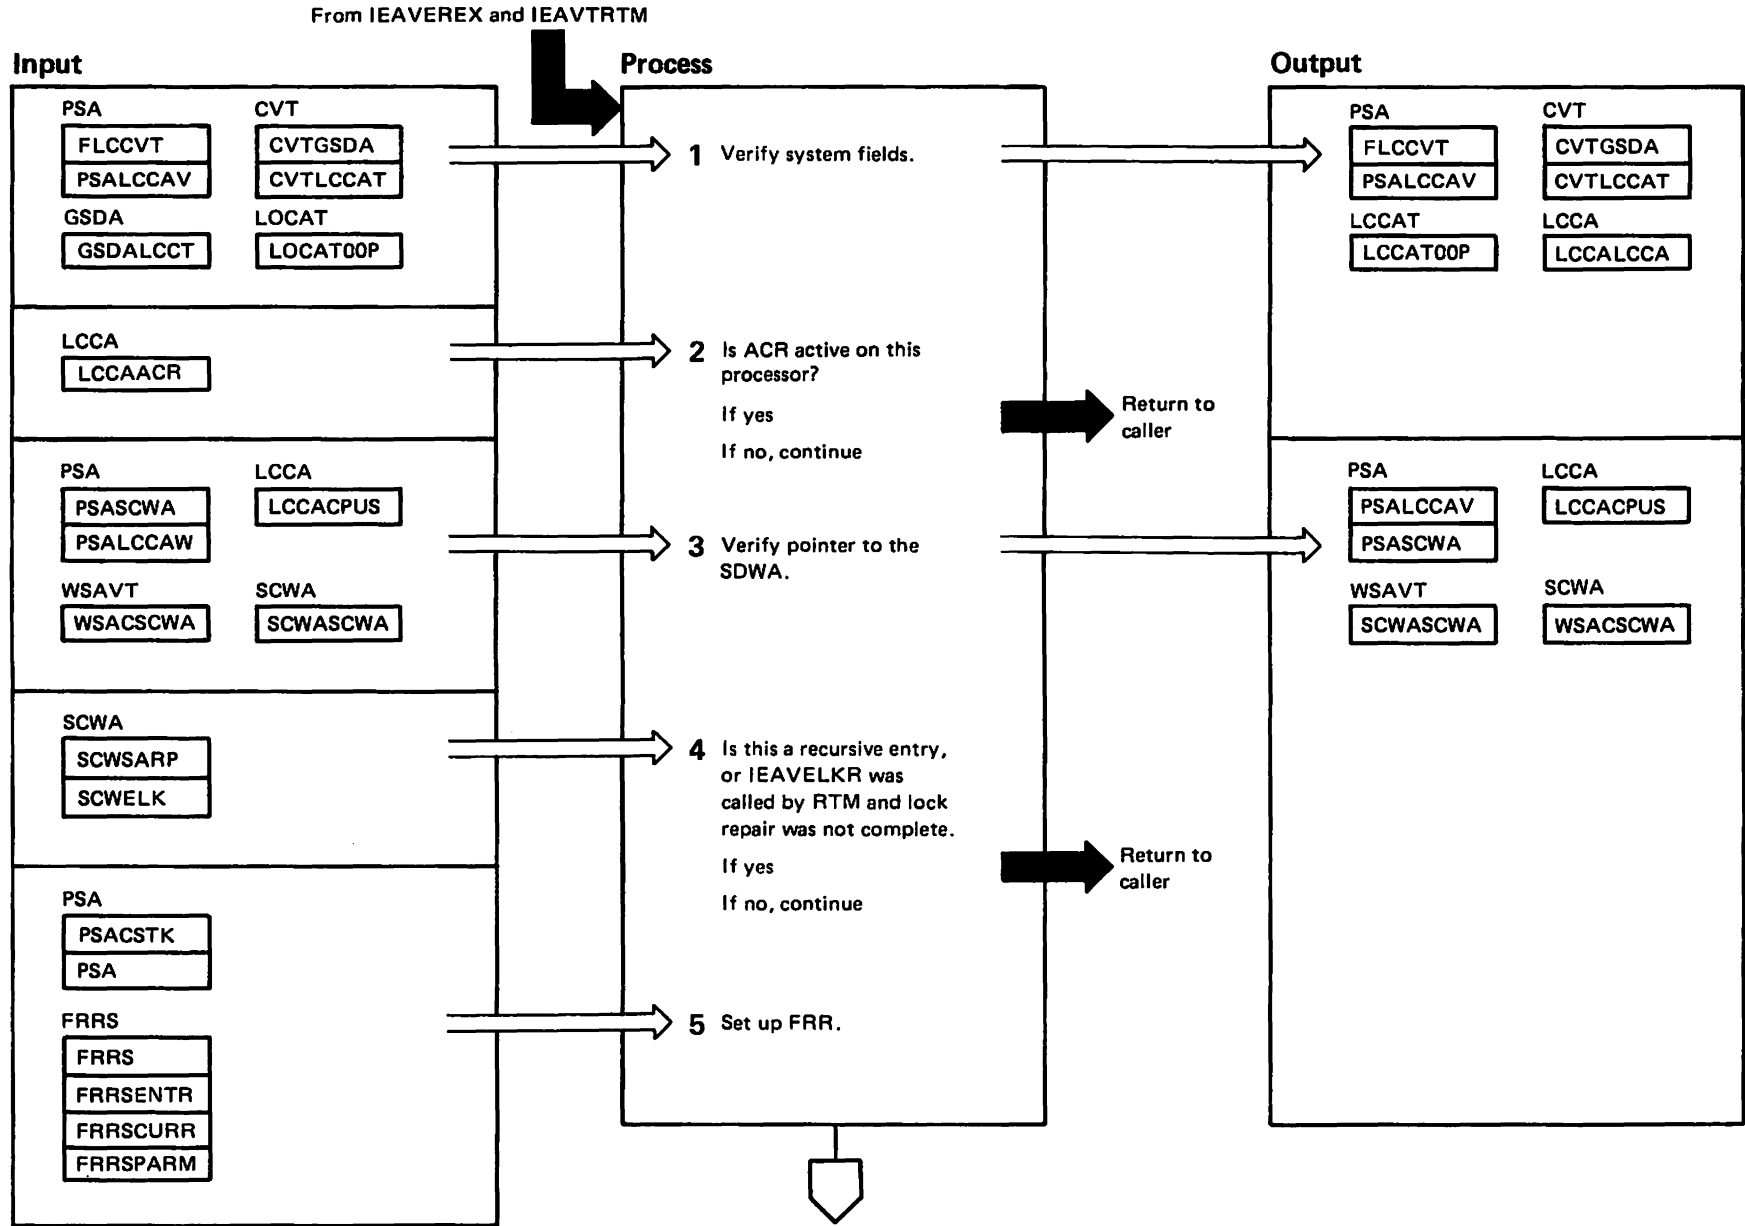 From IEAVEREX and IEAVTRTM
Input
PSA
FLCCVT
PSALCCAV
CVT
CVTGSDA
CVTLCCAT
GSDA
GSDALCCT
LOCAT
LOCAT00P
LCCA
LCCAACR
PSA
PSASCWA
PSALCCAW
LCCA
LCCACPUS
WSAVT
WSACSCWA
SCWA
SCWASCWA
SCWA
SCWSARP
SCWELK
PSA
PSACSTK
PSA
FRRS
FRRS
FRRSENTR
FRRSCURR
FRRSPARM
Process
1 Verify system fields.
2 Is ACR active on this
processor?
If yes
If no, continue
Return to
caller
3 Verify pointer to the
SDWA.
4 Is this a recursive entry,
or IEAVELKR was
called by RTM and lock
repair was not complete.
If yes
If no, continue
Return to
caller
5 Set up FRR.
Output
PSA
FLCCVT
PSALCCAV
CVT
CVTGSDA
CVTLCCAT
LCCAT
LCCAT00P
LCCA
LCCALCCA
PSA
PSALCCAV
PSASCWA
LCCA
LCCACPUS
WSAVT
SCWASCWA
SCWA
WSACSCWA